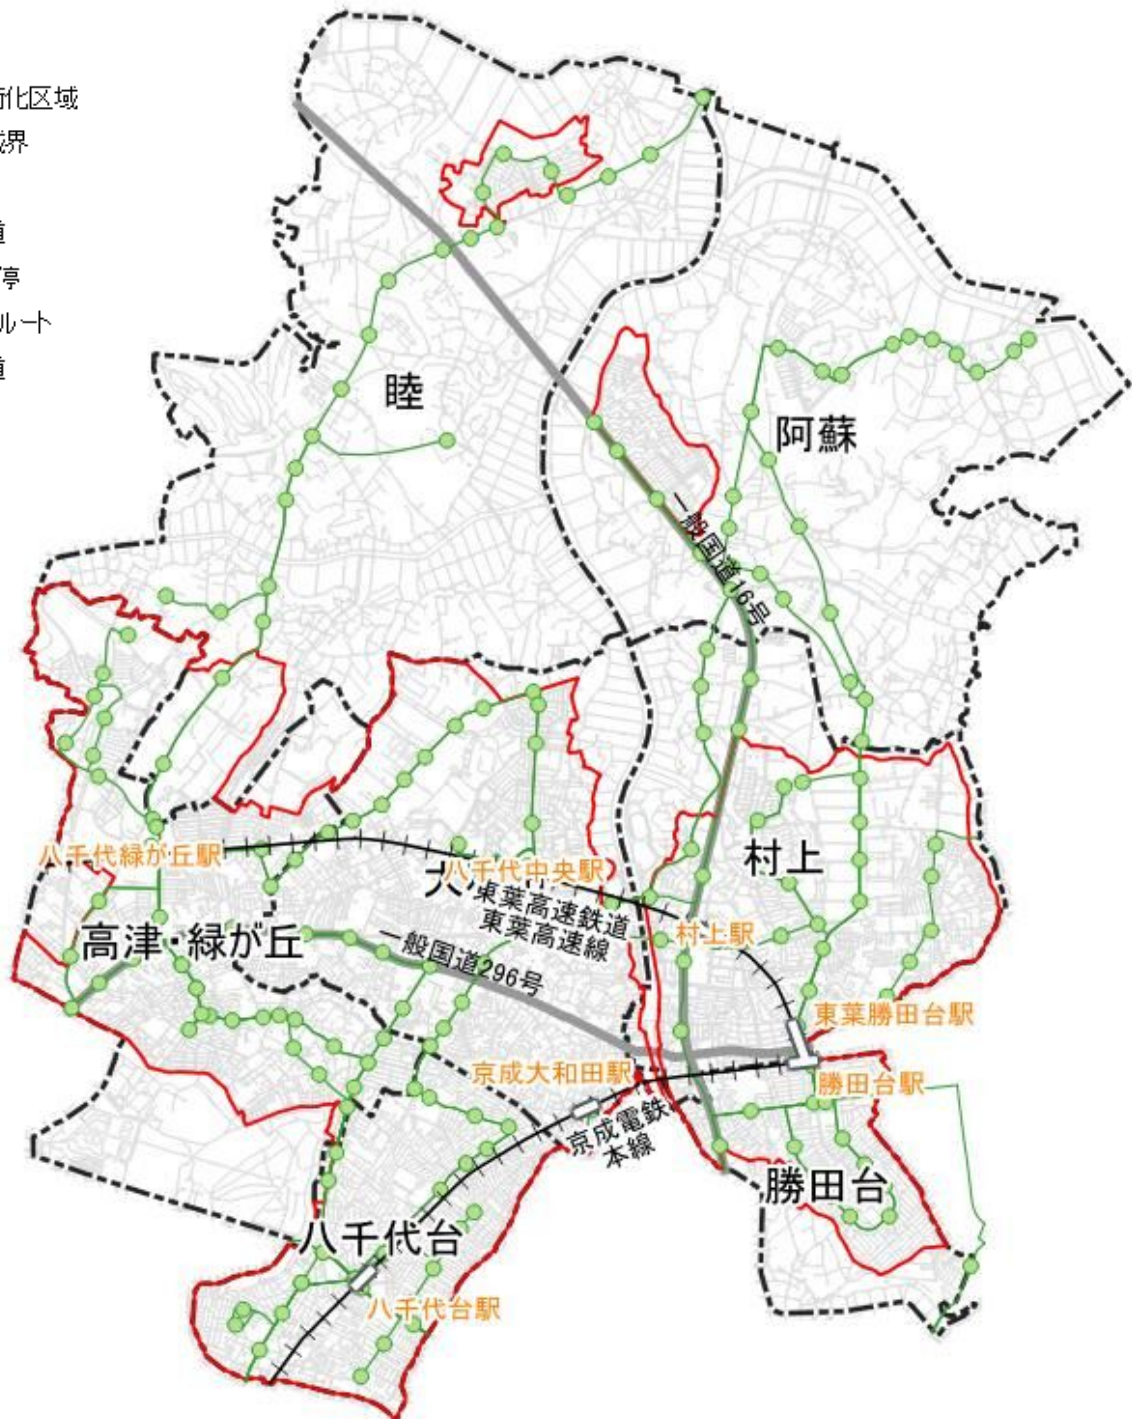 化区域
界
道
停
ルート
道
睦
阿蘇
一般国道16号
八千代緑が丘駅
八千代中央駅
村上
大
東葉高速鉄道
東葉高速線
高津・緑が丘
一般国道296号
村上駅
東葉勝田台駅
京成大和田駅
勝田台駅
京成電鉄
本線
勝田台
八千代台
八千代台駅